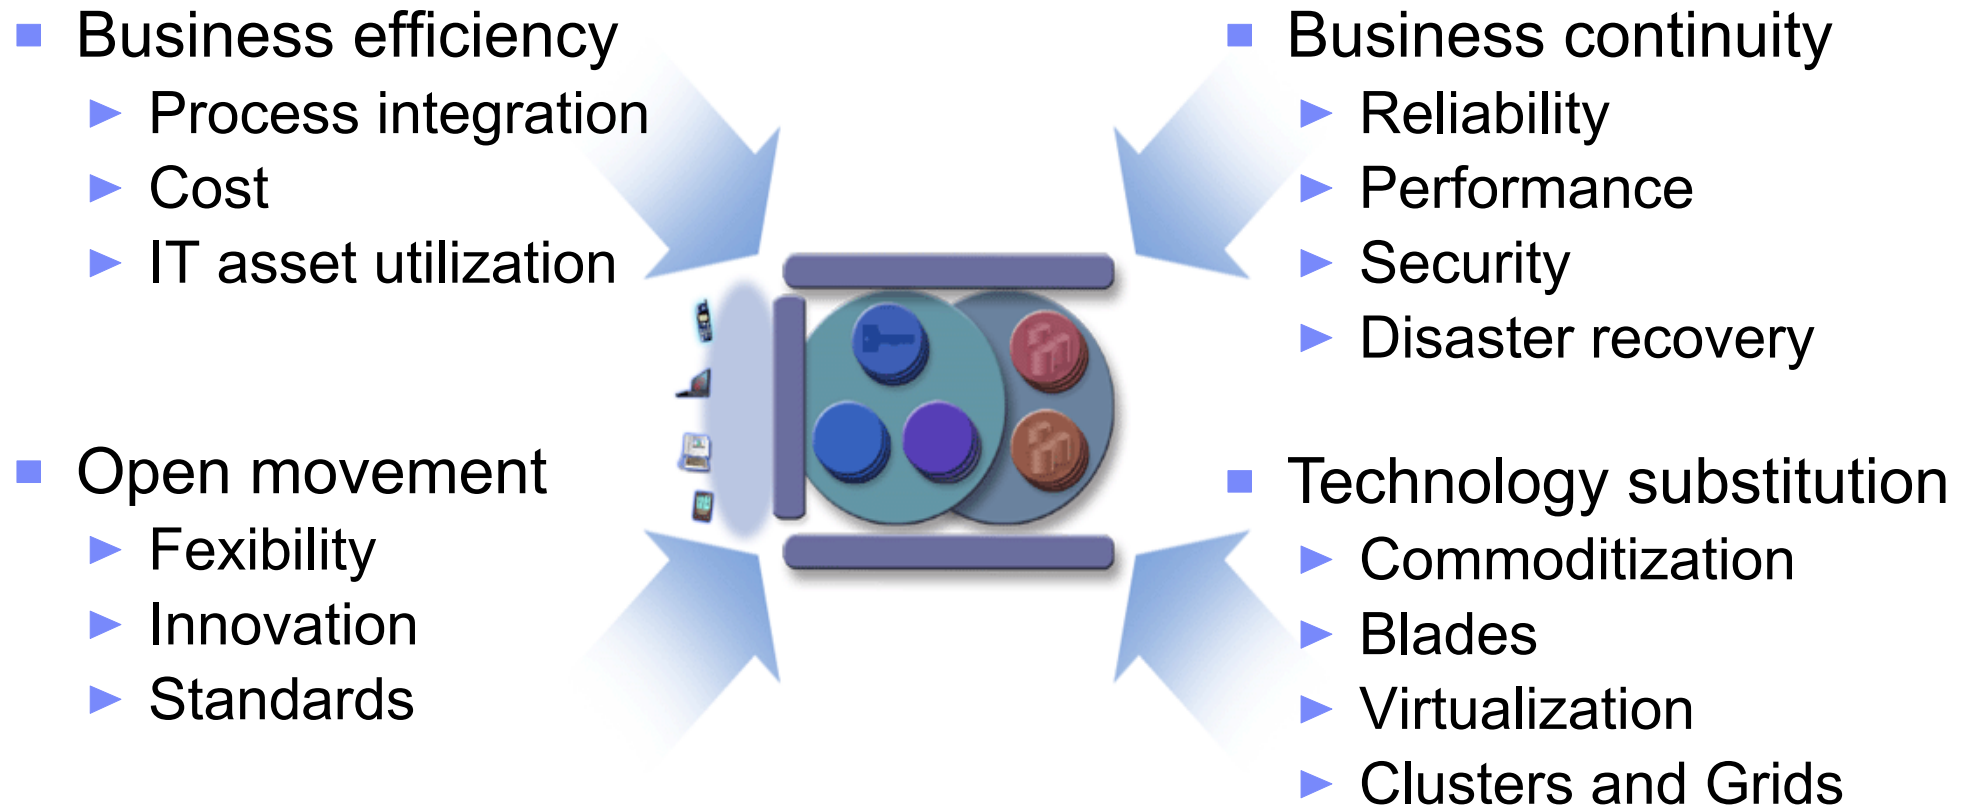 Business efficiency
Process integration
Cost
IT asset utilization
Business continuity
Reliability
Performance
Security
Disaster recovery
Open movement
Fexibility
Innovation
Standards
Technology substitution
Commoditization
Blades
Virtualization
Clusters and Grids